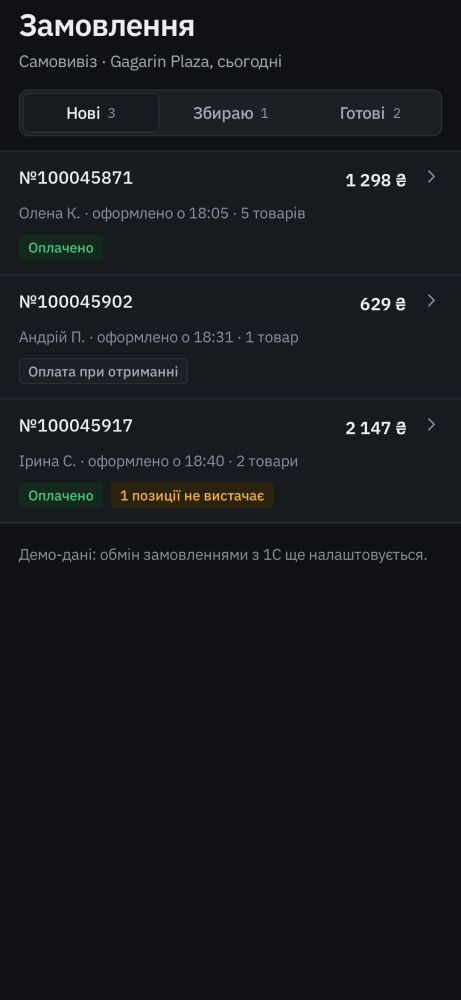 Замовлення
Самовивіз · Gagarin Plaza, сьогодні
Нові 3 Збираю 1 Готові 2
№100045871 1 298 ₴
Олена К. · оформлено о 18:05 · 5 товарів
Оплачено
№100045902 629 ₴
Андрій П. · оформлено о 18:31 · 1 товар
Оплата при отриманні
№100045917 2 147 ₴
Ірина С. · оформлено о 18:40 · 2 товари
Оплачено 1 позиції не вистачає
Демо-дані: обмін замовленнями з 1С ще налаштовується.